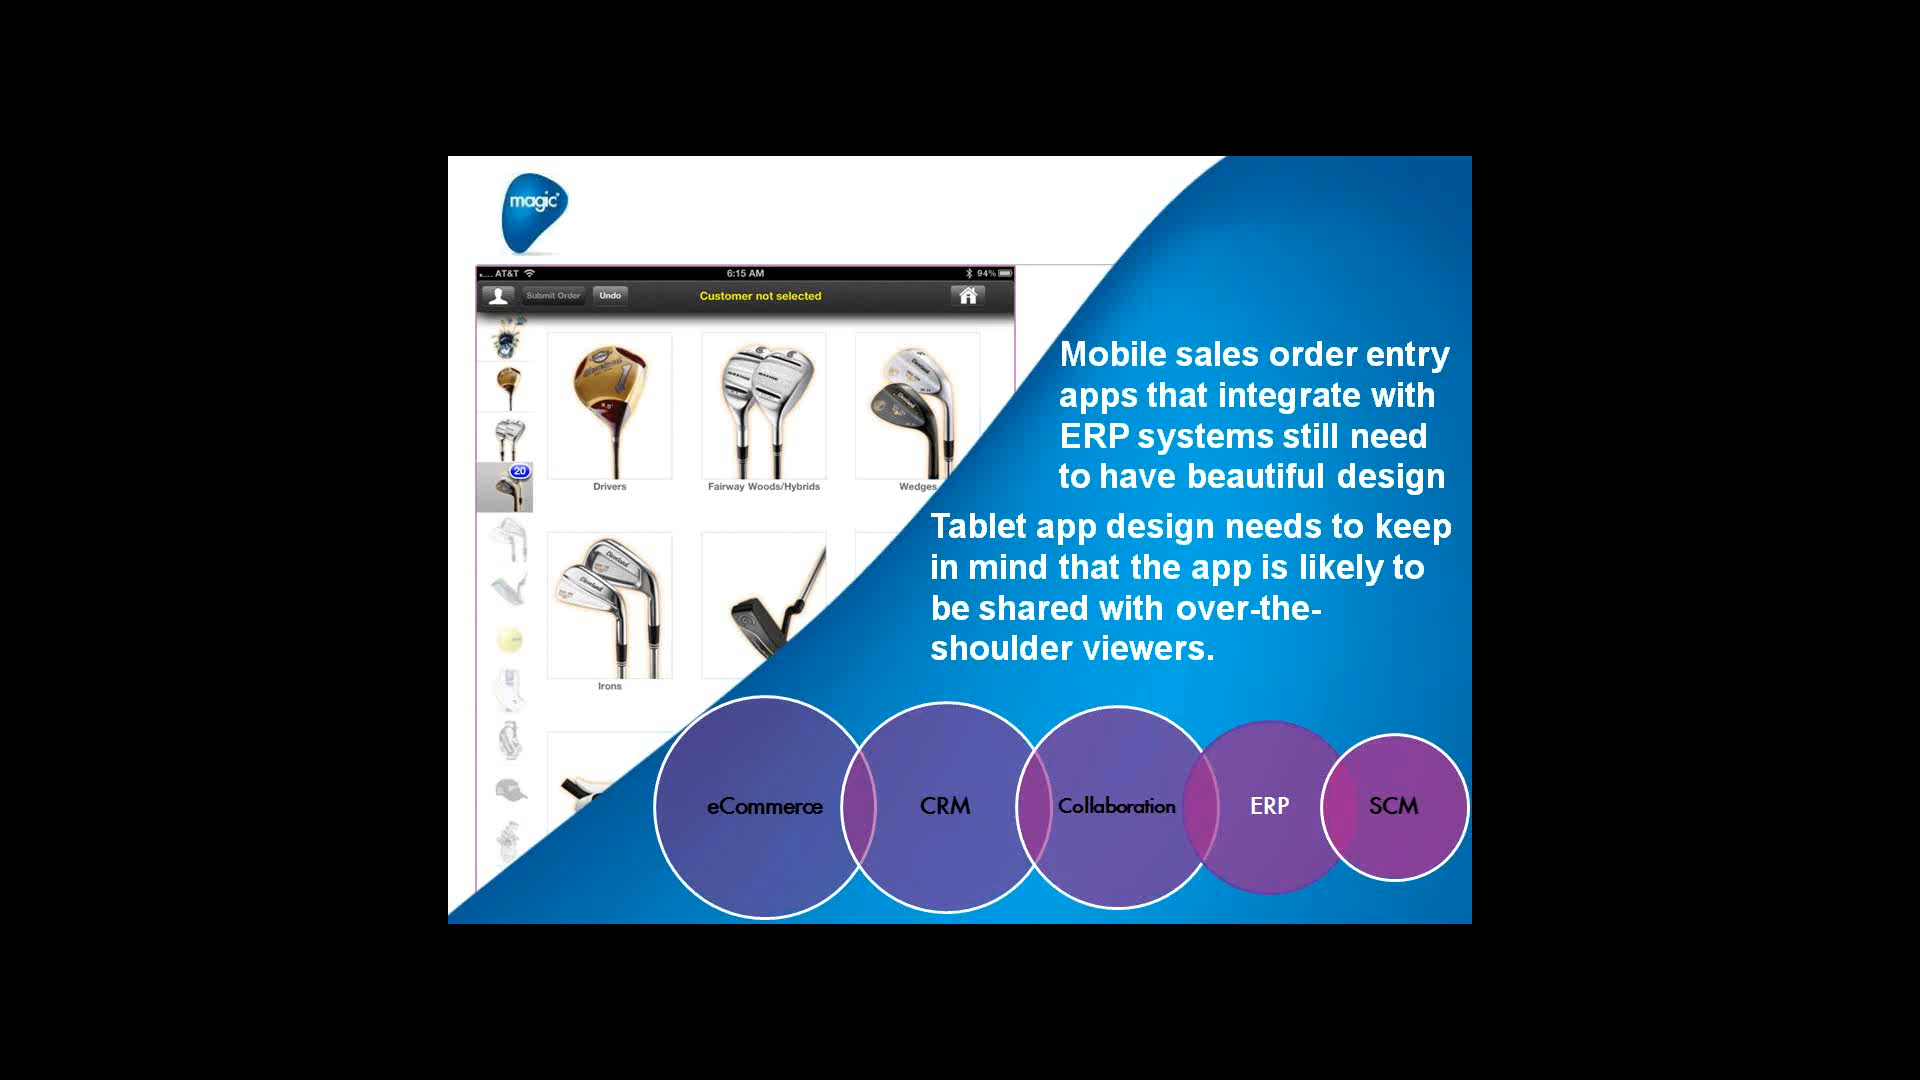 magic
AT&T 6:15 AM 94%
Submit Order Undo Customer not selected
20
Drivers Fairway Woods/Hybrids Wedges
Irons
Mobile sales order entry
apps that integrate with
ERP systems still need
to have beautiful design
Tablet app design needs to keep
in mind that the app is likely to
be shared with over-the-
shoulder viewers.
eCommerce CRM Collaboration ERP SCM